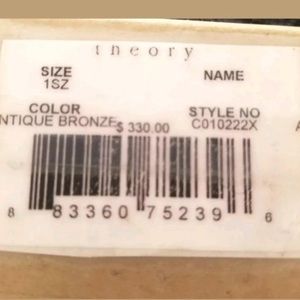 theory
SIZE NAME
1SZ
COLOR STYLE NO
NTIQUE BRONZE $ 330.00 C010222X A
8 83360 75239 6